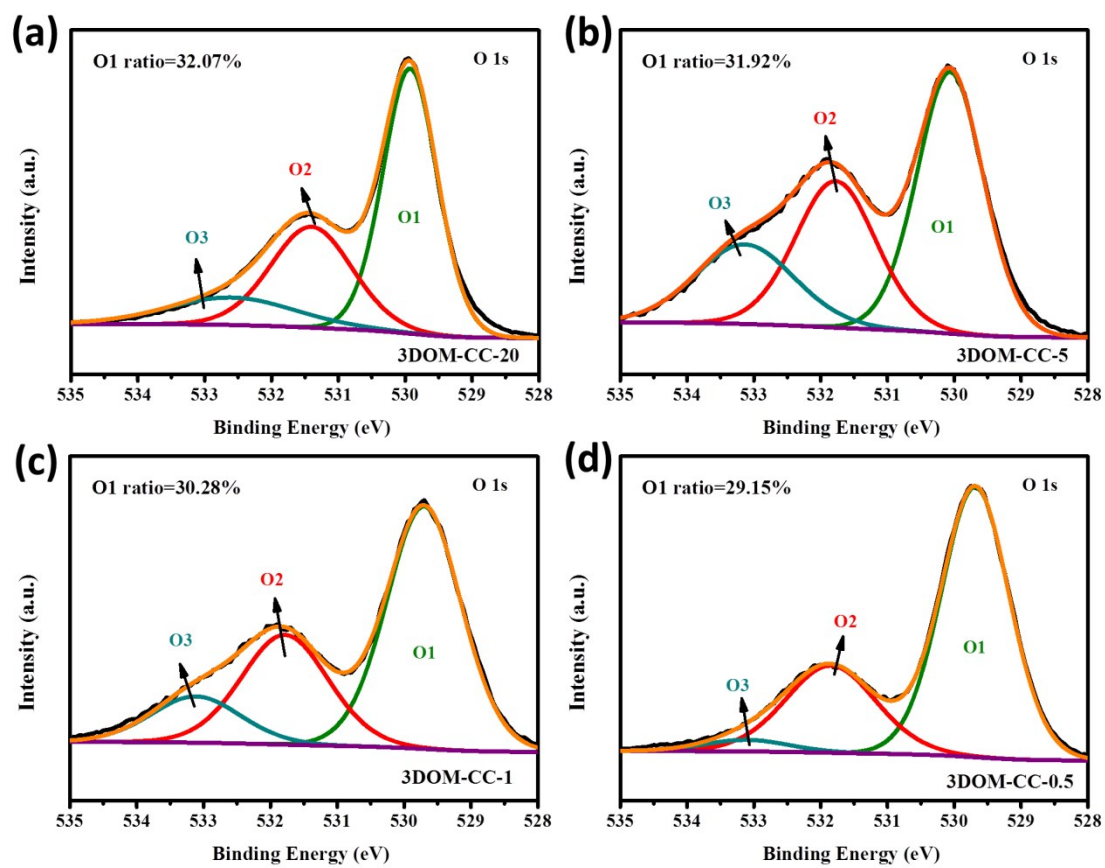 (a)
O1 ratio=32.07%
O 1s
O1
O2
O3
3DOM-CC-20
Intensity (a.u.)
535 534 533 532 531 530 529 528
Binding Energy (eV)
(b)
O1 ratio=31.92%
O 1s
O2
O3
O1
3DOM-CC-5
Intensity (a.u.)
535 534 533 532 531 530 529 528
Binding Energy (eV)
(c)
O1 ratio=30.28%
O 1s
O2
O3
O1
3DOM-CC-1
Intensity (a.u.)
535 534 533 532 531 530 529 528
Binding Energy (eV)
(d)
O1 ratio=29.15%
O 1s
O2
O3
O1
3DOM-CC-0.5
Intensity (a.u.)
535 534 533 532 531 530 529 528
Binding Energy (eV)